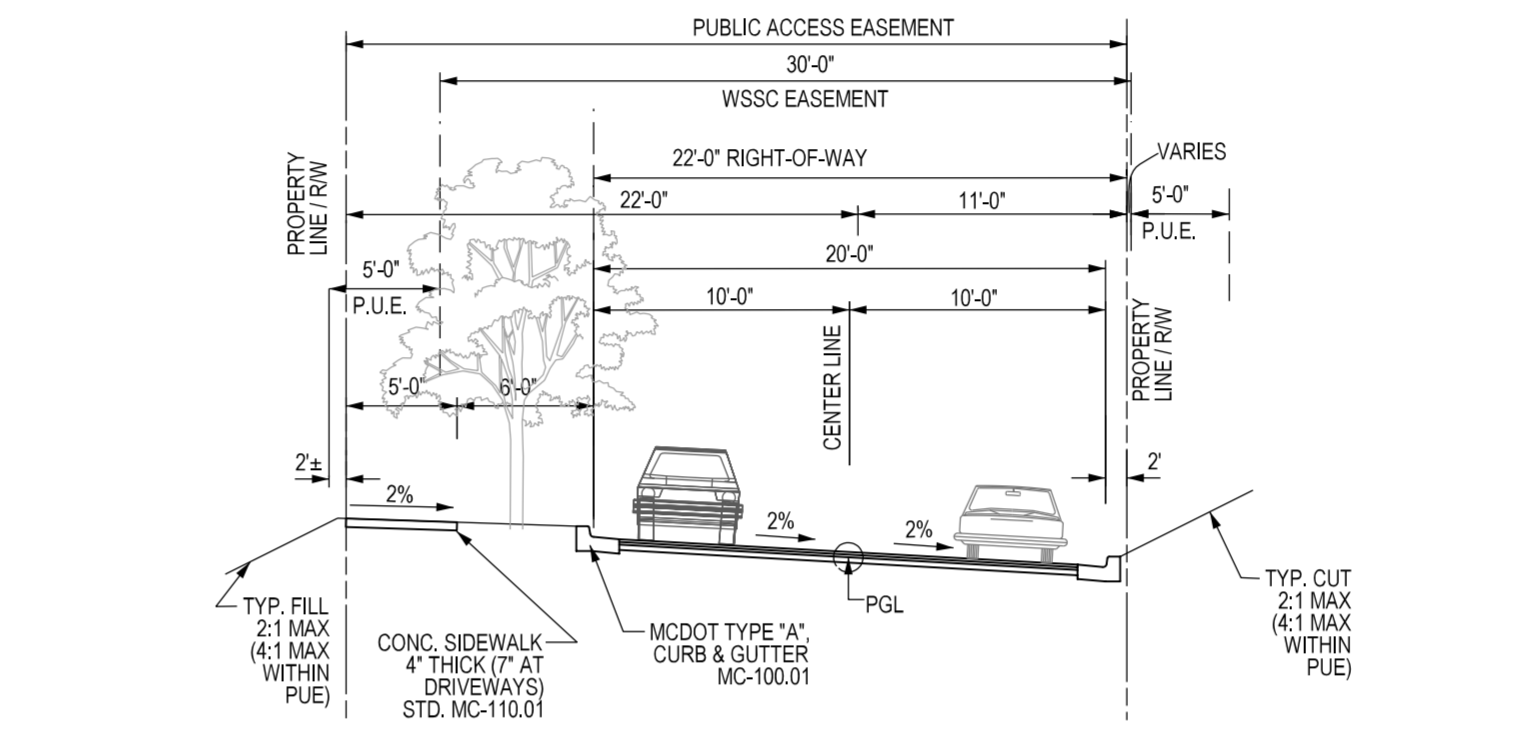 PUBLIC ACCESS EASEMENT
30'-0"
WSSC EASEMENT
22'-0" RIGHT-OF-WAY
VARIES
PROPERTY
LINE / R/W
22'-0"
11'-0"
5'-0"
P.U.E.
20'-0"
5'-0"
P.U.E.
10'-0"
10'-0"
CENTER LINE
PROPERTY
LINE / R/W
5'-0"
6'-0"
2'±
2'
2%
2%
2%
PGL
TYP. FILL
2:1 MAX
(4:1 MAX
WITHIN
PUE)
CONC. SIDEWALK
4" THICK (7" AT
DRIVEWAYS)
STD. MC-110.01
MCDOT TYPE "A",
CURB & GUTTER
MC-100.01
TYP. CUT
2:1 MAX
(4:1 MAX
WITHIN
PUE)